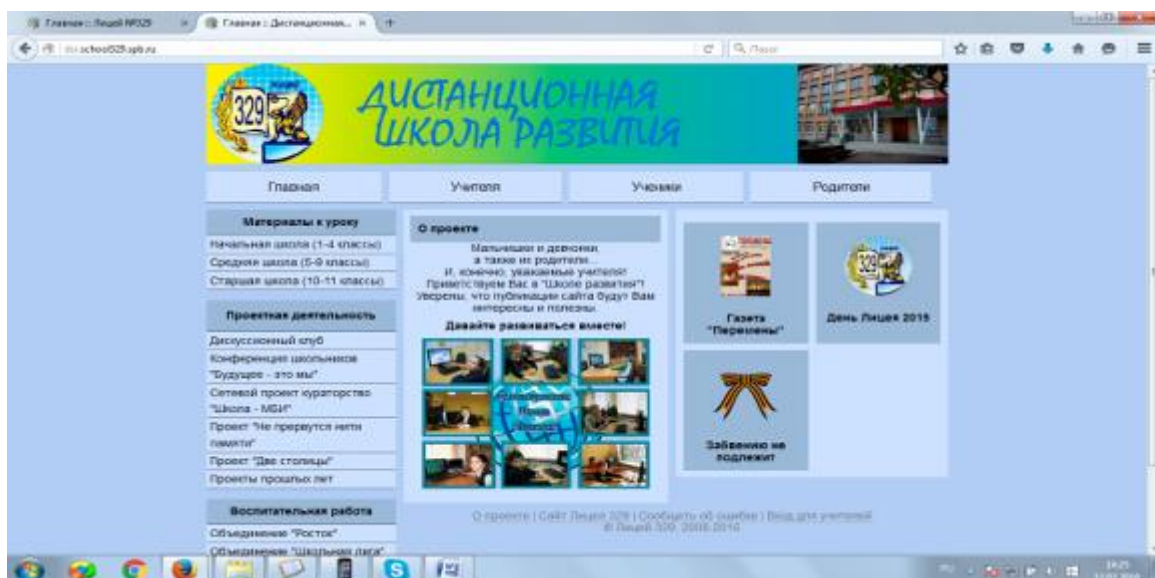 Главная :: Лицей №329
Главная :: Дистанционная...
school329.spb.ru
Поиск
329
ДИСТАНЦИОННАЯ
ШКОЛА РАЗВИТИЯ
Главная
Учителя
Ученики
Родители
Материалы к уроку
Начальная школа (1-4 классы)
Средняя школа (5-9 классы)
Старшая школа (10-11 классы)
Проектная деятельность
Дискуссионный клуб
Конференция школьников
"Будущее - это мы"
Сетевой проект кураторство
"Школа - МБИ"
Проект "Не прервутся нити
памяти"
Проект "Две столицы"
Проекты прошлых лет
Воспитательная работа
Объединение "Росток"
Объединение "Школьная лига"
О проекте
Мальчишки и девчонки,
а также их родители...
И, конечно, уважаемые учителя!
Приветствуем Вас в "Школе развития"!
Уверены, что публикации сайта будут Вам
интересны и полезны.
Давайте развиваться вместе!
Газета
"Перемены"
329
День Лицея 2015
Забвению не
подлежит
О проекте | Сайт Лицея 329 | Сообщить об ошибке | Вход для учителей
© Лицей 329, 2008-2016
14:25